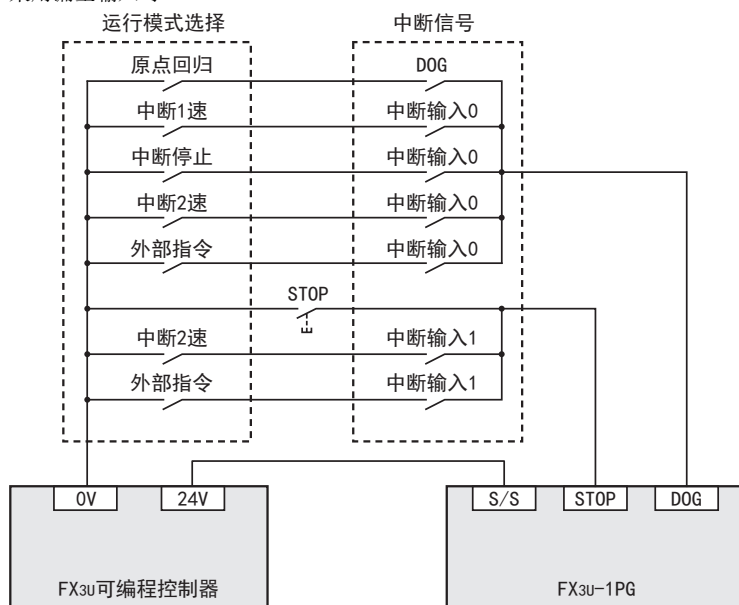 运行模式选择 中断信号
原点回归 DOG
中断1速 中断输入0
中断停止 中断输入0
中断2速 中断输入0
外部指令 中断输入0
STOP
中断2速 中断输入1
外部指令 中断输入1
0V 24V S/S STOP DOG
FX3U可编程控制器 FX3U-1PG